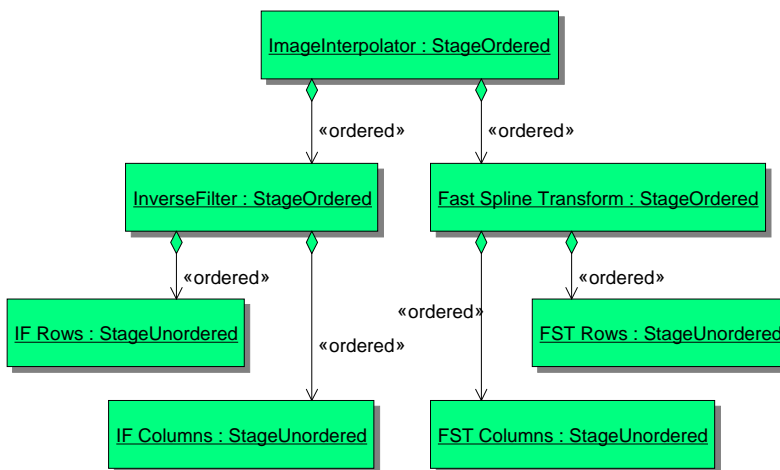 ImageInterpolator : StageOrdered
«ordered» «ordered»
InverseFilter : StageOrdered
Fast Spline Transform : StageOrdered
«ordered» «ordered»
«ordered»
IF Rows : StageUnordered
FST Rows : StageUnordered
«ordered»
IF Columns : StageUnordered
FST Columns : StageUnordered